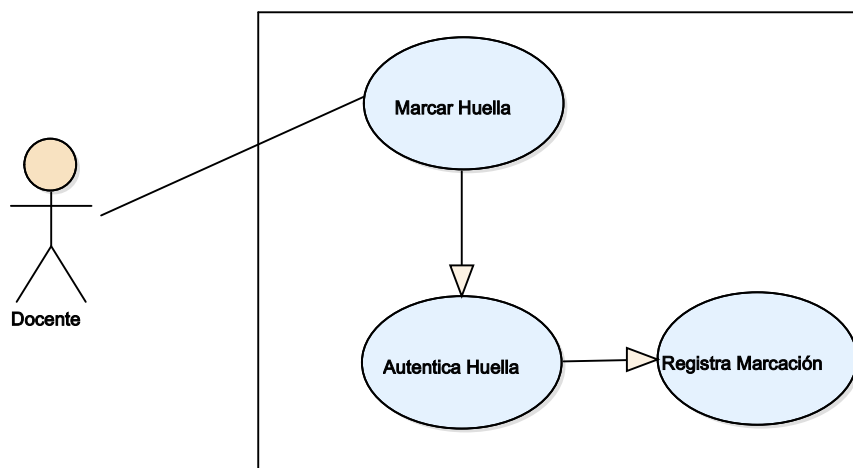 Marcar Huella
Docente
Autentica Huella
Registra Marcación